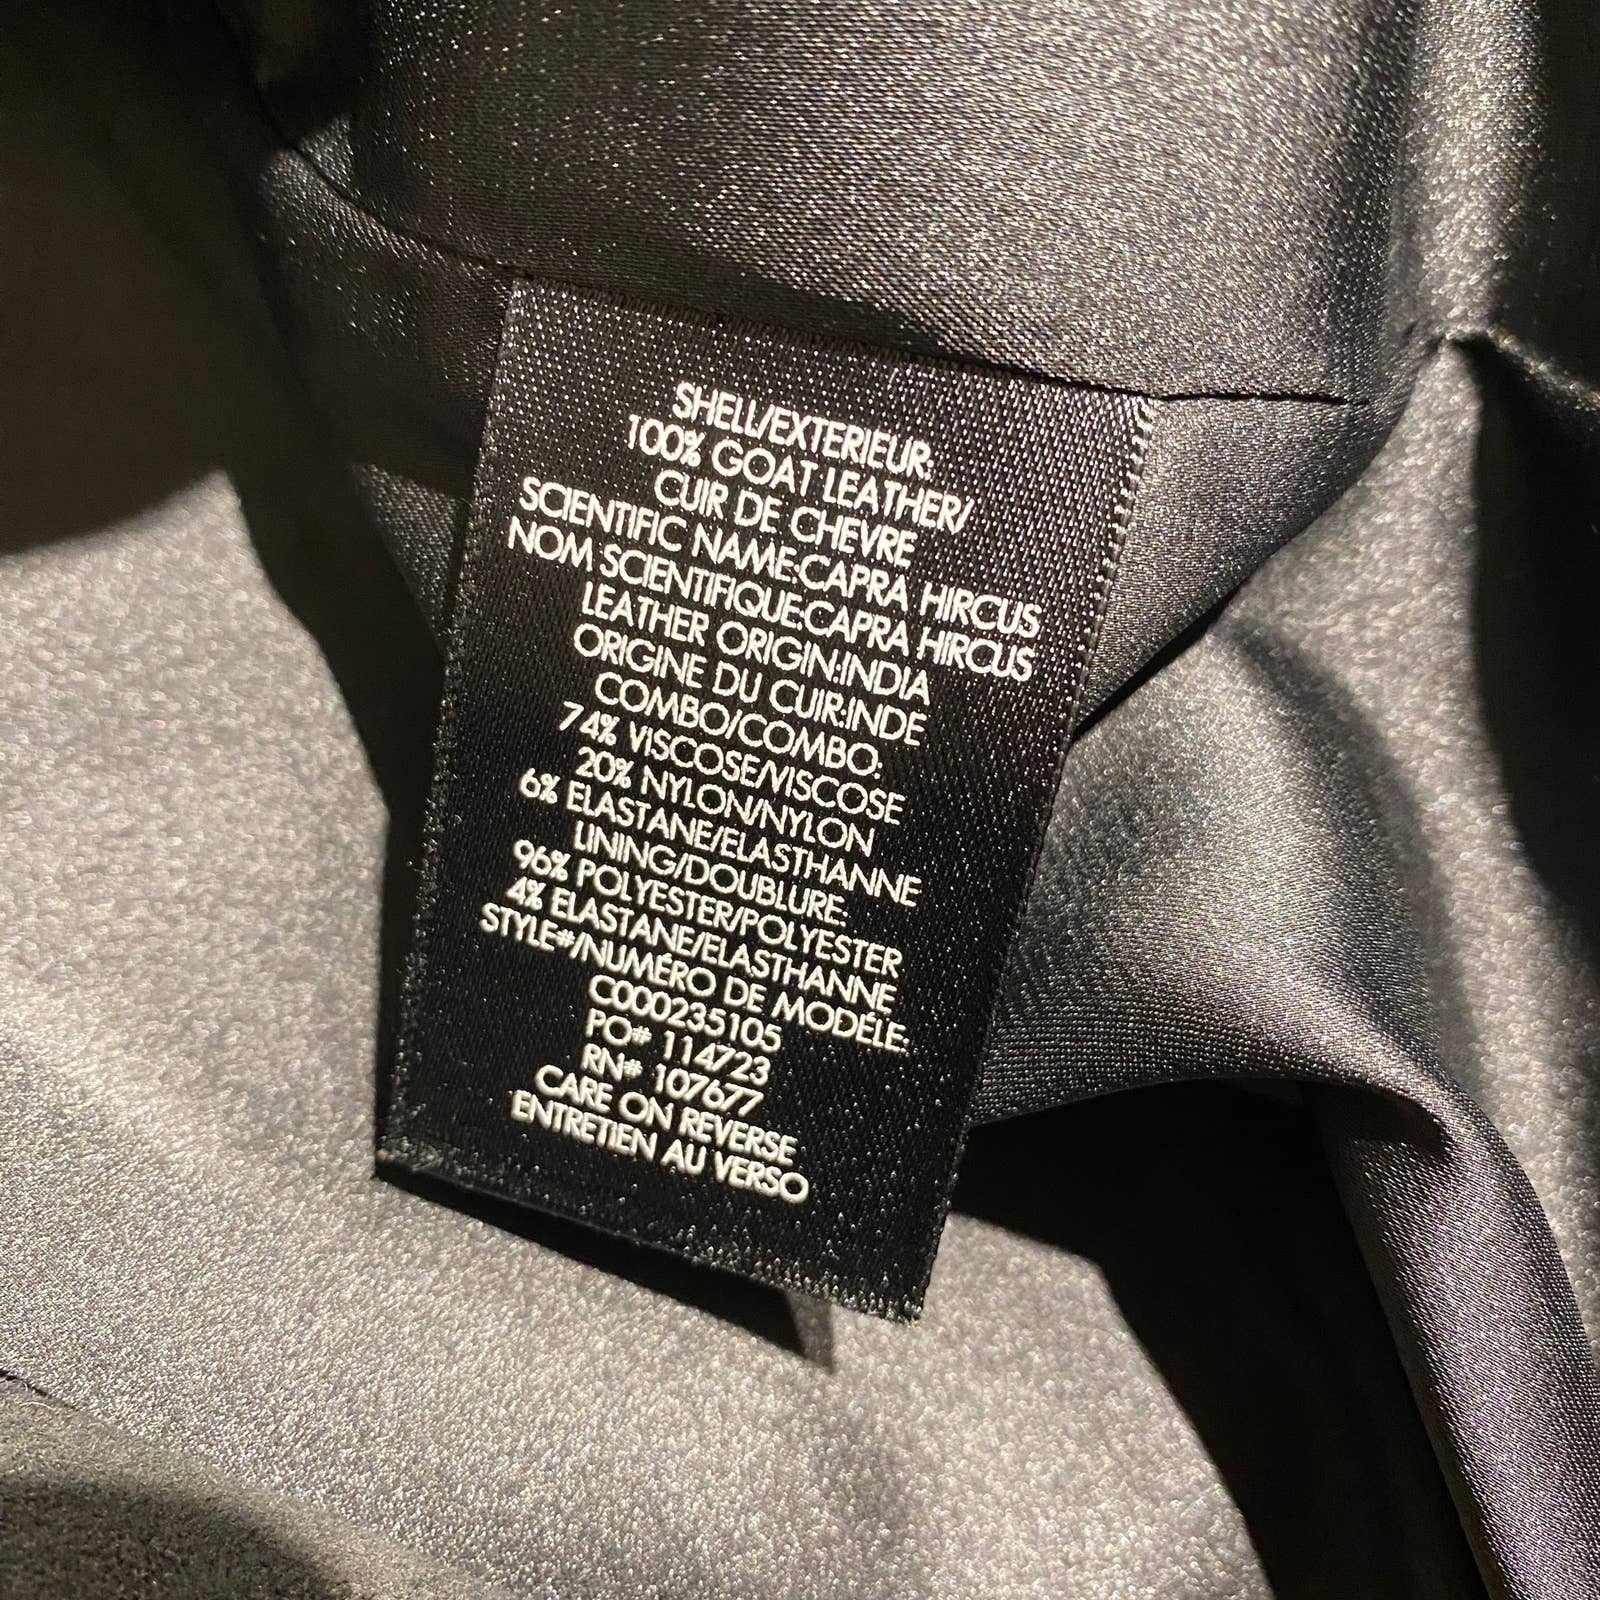 SHELL/EXTERIEUR:
100% GOAT LEATHER/
CUIR DE CHEVRE
SCIENTIFIC NAME:CAPRA HIRCUS
NOM SCIENTIFIQUE:CAPRA HIRCUS
LEATHER ORIGIN:INDIA
ORIGINE DU CUIR:INDE
COMBO/COMBO:
74% VISCOSE/VISCOSE
20% NYLON/NYLON
6% ELASTANE/ELASTHANNE
LINING/DOUBLURE:
96% POLYESTER/POLYESTER
4% ELASTANE/ELASTHANNE
STYLE#/NUMÉRO DE MODÉLE:
C000235105
PO# 114723
RN# 107677
CARE ON REVERSE
ENTRETIEN AU VERSO